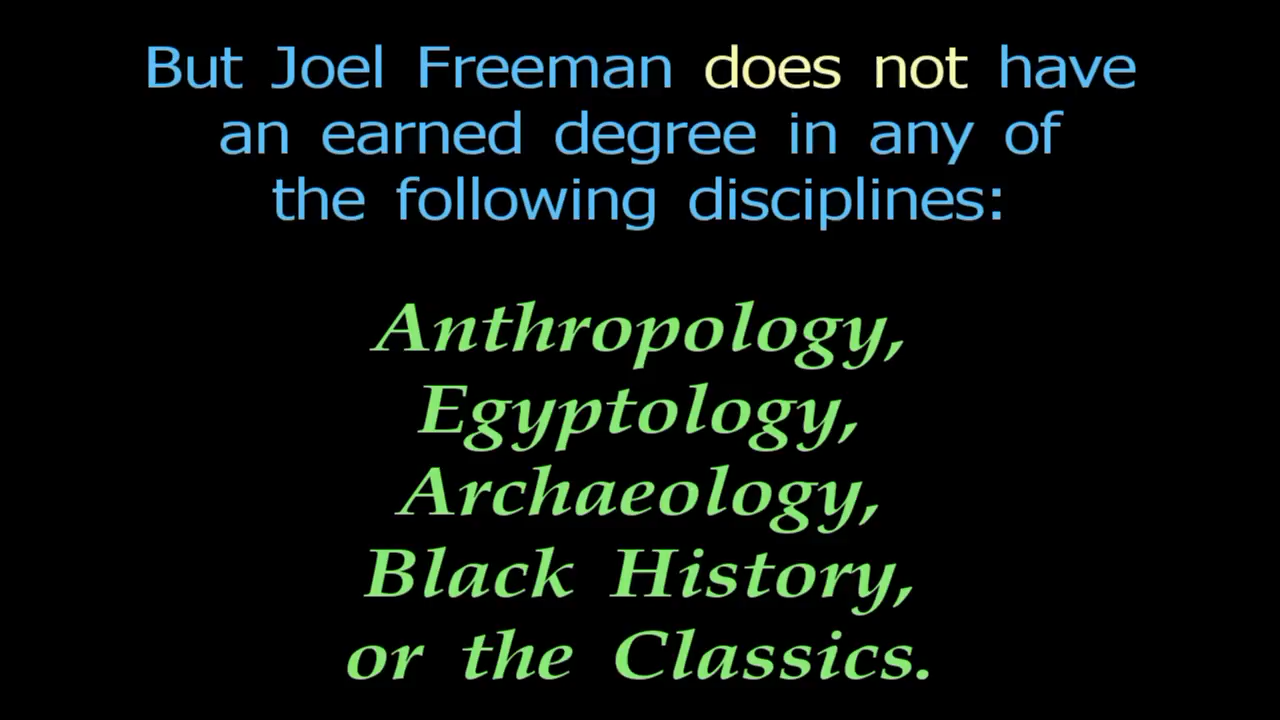 But Joel Freeman does not have
an earned degree in any of
the following disciplines:
Anthropology,
Egyptology,
Archaeology,
Black History,
or the Classics.